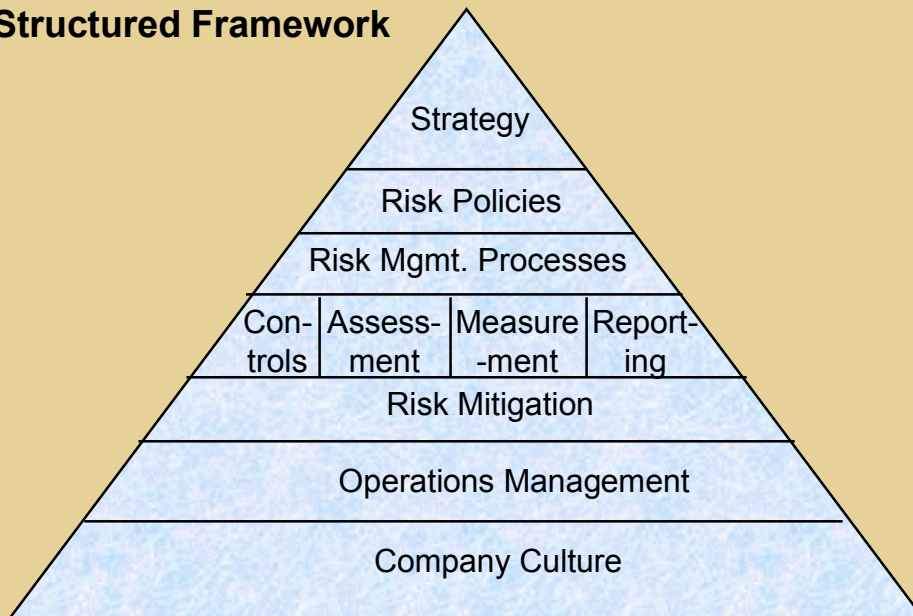 Structured Framework
Strategy
Risk Policies
Risk Mgmt. Processes
Con-
trols
Assess-
ment
Measure
-ment
Report-
ing
Risk Mitigation
Operations Management
Company Culture